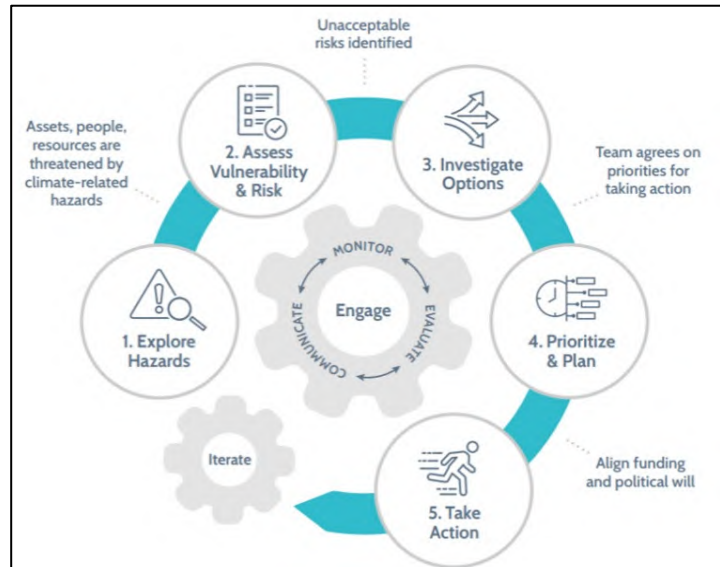 Unacceptable
risks identified
Assets, people,
resources are
threatened by
climate-related
hazards
2. Assess
Vulnerability
& Risk
3. Investigate
Options
Team agrees on
priorities for
taking action
MONITOR
EVALUATE
COMMUNICATE
Engage
1. Explore
Hazards
4. Prioritize
& Plan
Iterate
Align funding
and political will
5. Take
Action